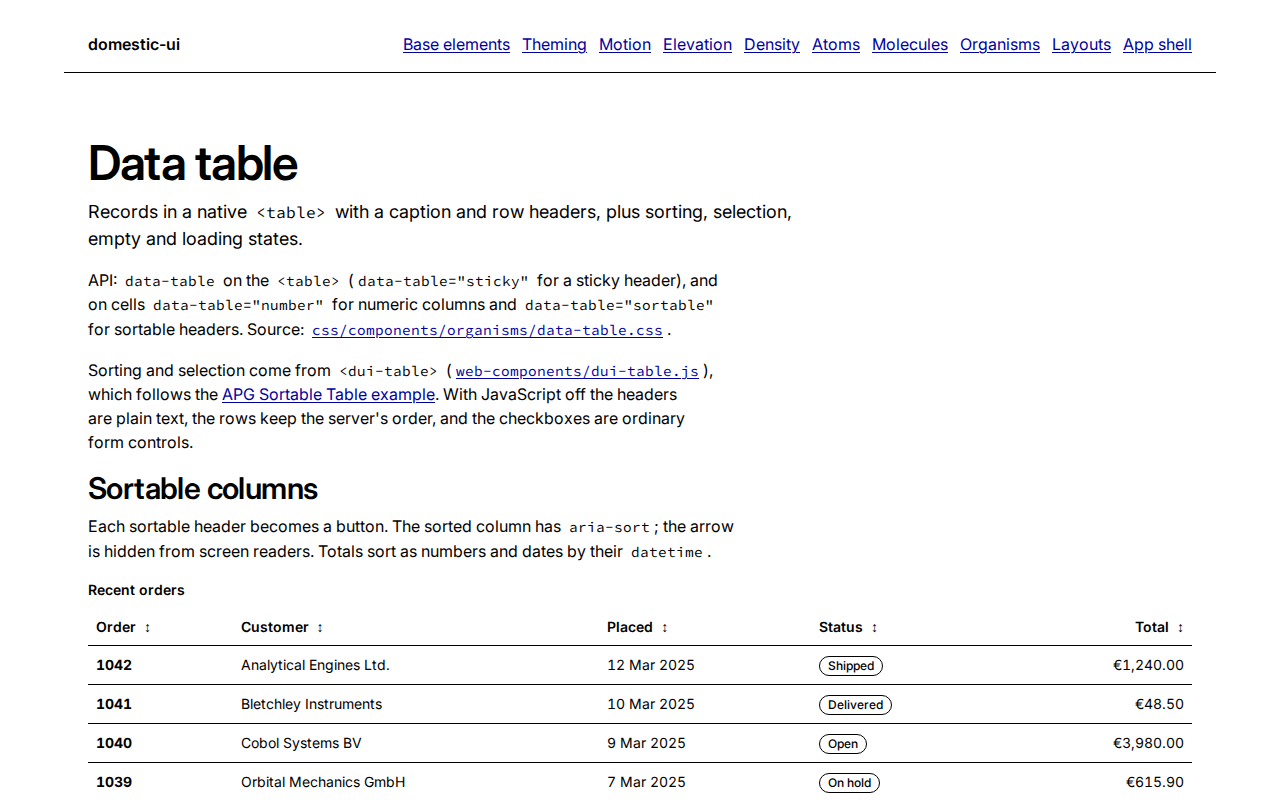 domestic-ui
Base elements Theming Motion Elevation Density Atoms Molecules Organisms Layouts App shell
Data table
Records in a native <table> with a caption and row headers, plus sorting, selection,
empty and loading states.
API: data-table on the <table> (data-table="sticky" for a sticky header), and
on cells data-table="number" for numeric columns and data-table="sortable"
for sortable headers. Source: css/components/organisms/data-table.css.
Sorting and selection come from <dui-table> (web-components/dui-table.js),
which follows the APG Sortable Table example. With JavaScript off the headers
are plain text, the rows keep the server's order, and the checkboxes are ordinary
form controls.
Sortable columns
Each sortable header becomes a button. The sorted column has aria-sort; the arrow
is hidden from screen readers. Totals sort as numbers and dates by their datetime.
Recent orders
Order ↕ Customer ↕ Placed ↕ Status ↕ Total ↕
1042 Analytical Engines Ltd. 12 Mar 2025 Shipped €1,240.00
1041 Bletchley Instruments 10 Mar 2025 Delivered €48.50
1040 Cobol Systems BV 9 Mar 2025 Open €3,980.00
1039 Orbital Mechanics GmbH 7 Mar 2025 On hold €615.90